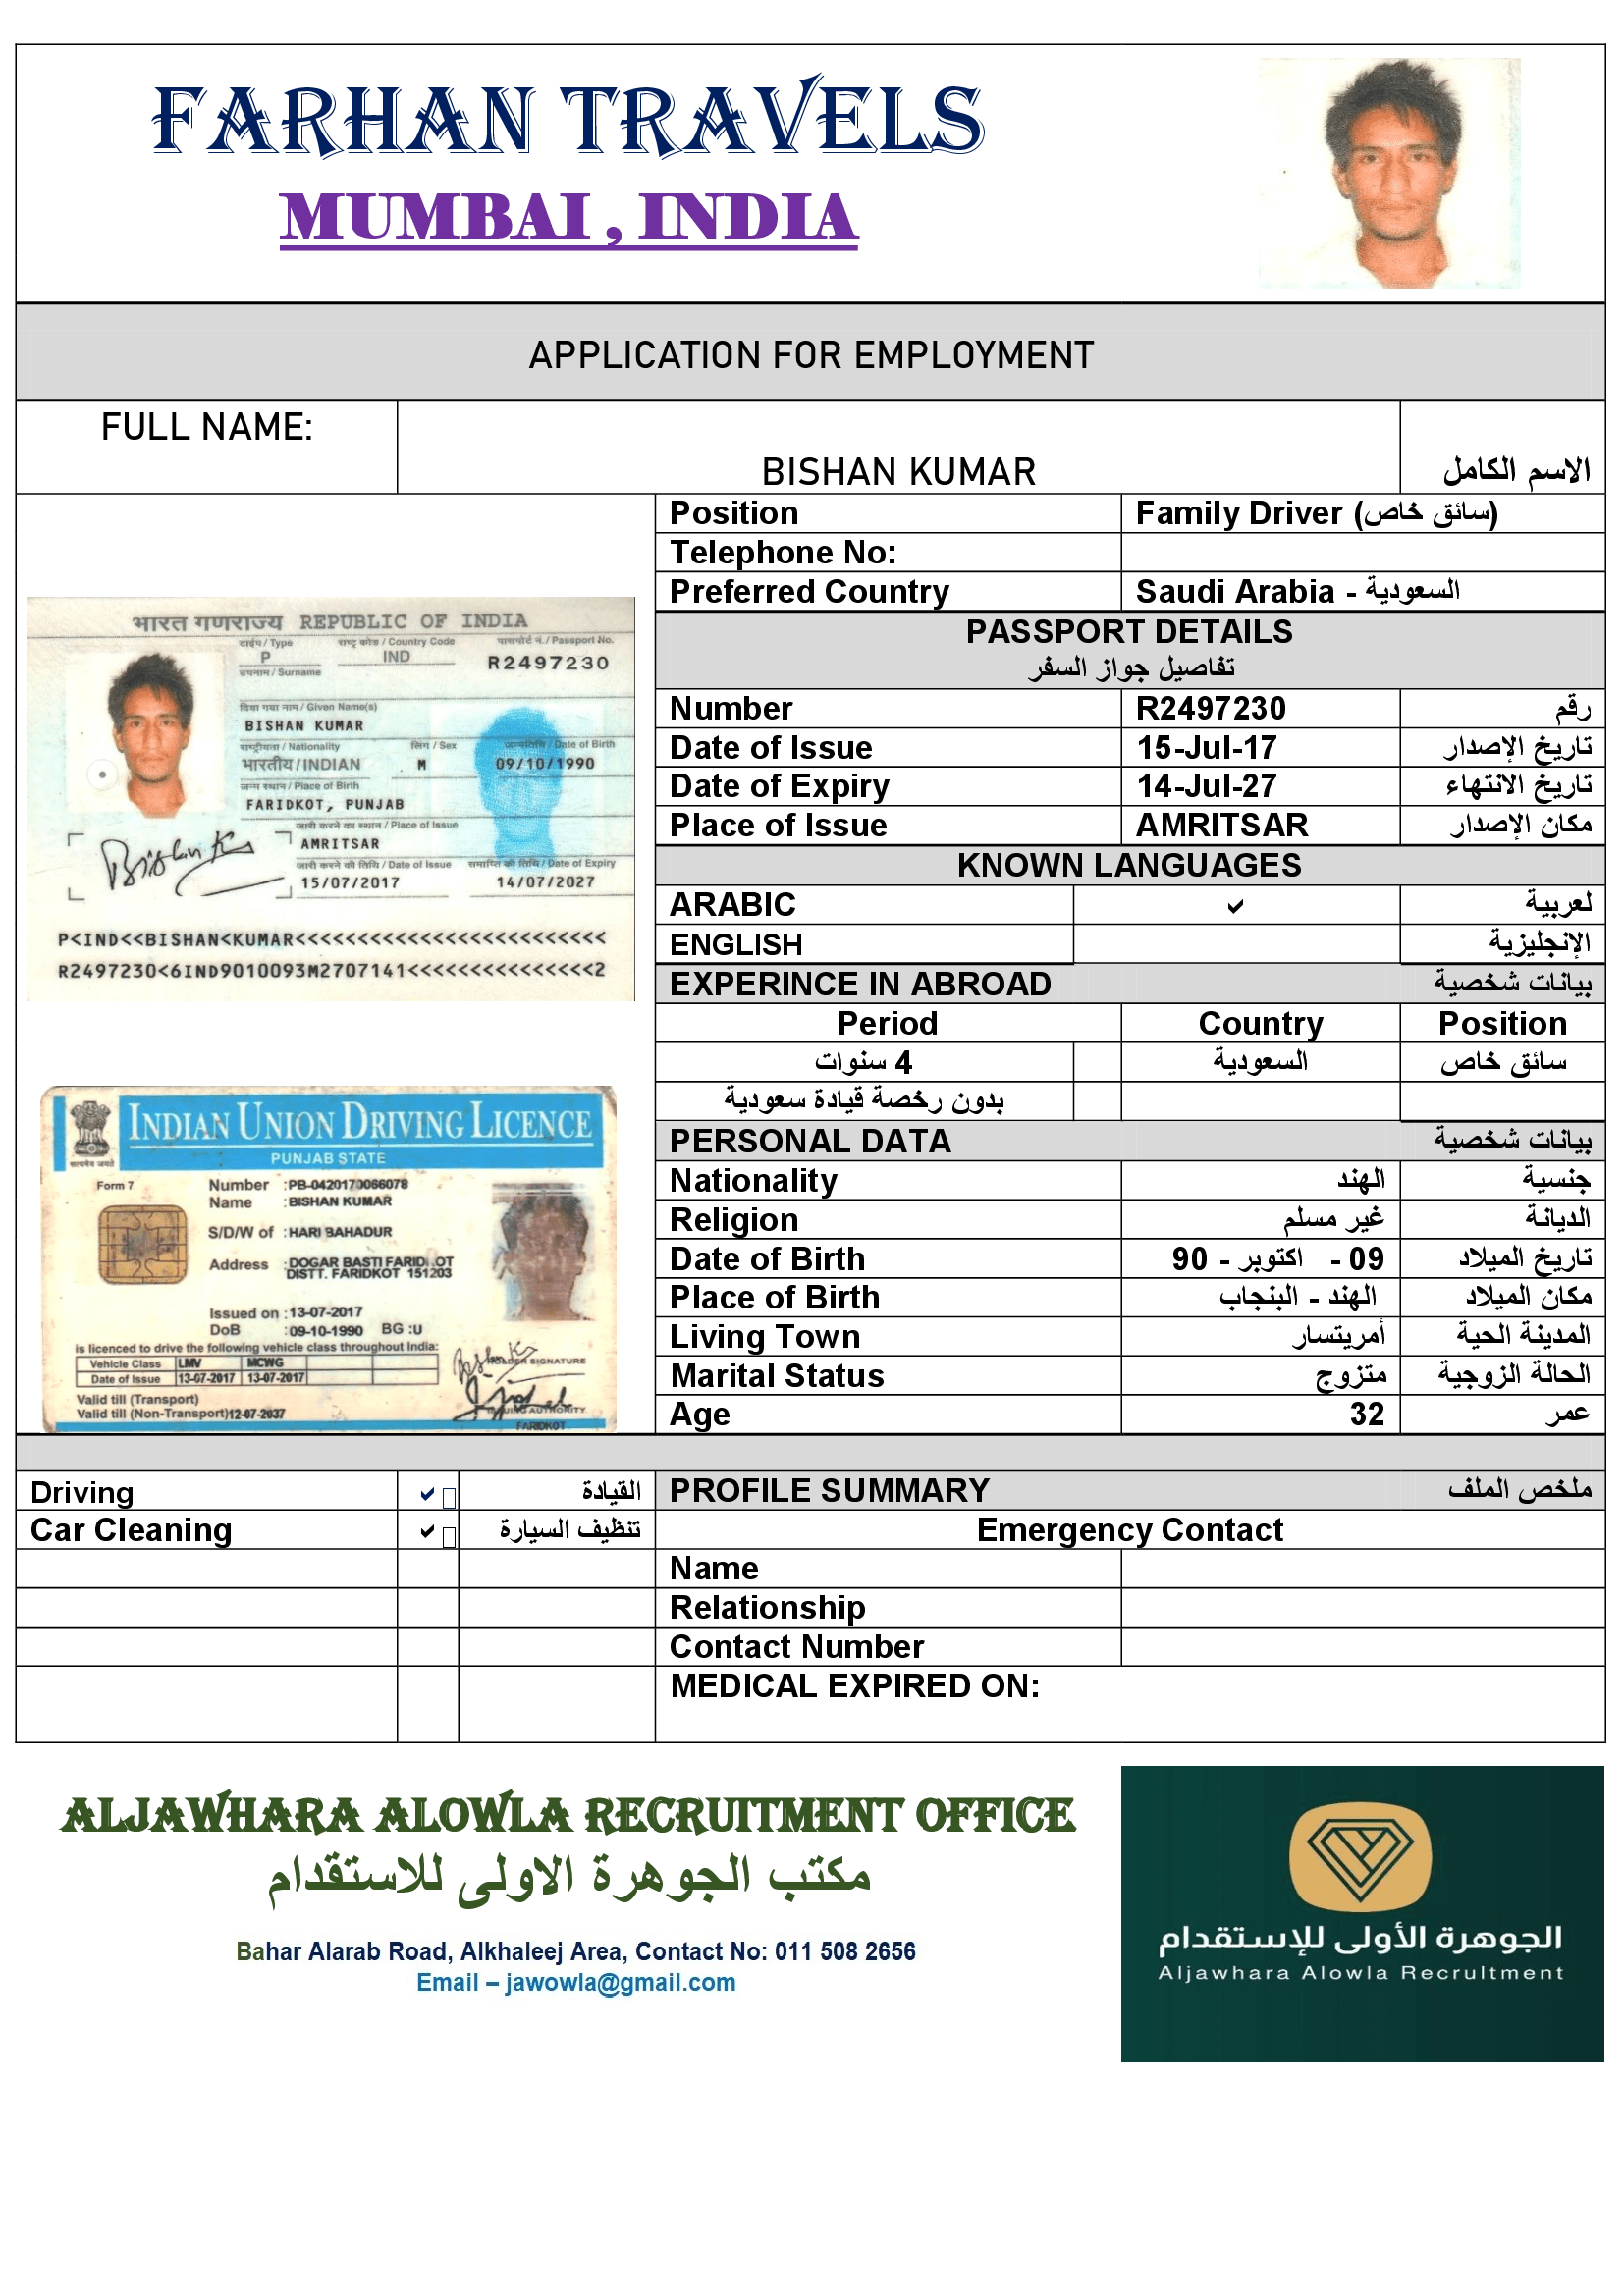 FARHAN TRAVELS
MUMBAI , INDIA
APPLICATION FOR EMPLOYMENT
FULL NAME:
BISHAN KUMAR
الاسم الكامل
Position Family Driver (سائق خاص)
Telephone No:
Preferred Country Saudi Arabia - السعودية
PASSPORT DETAILS
تفاصيل جواز السفر
Number R2497230 رقم
Date of Issue 15-Jul-17 تاريخ الإصدار
Date of Expiry 14-Jul-27 تاريخ الانتهاء
Place of Issue AMRITSAR مكان الإصدار
KNOWN LANGUAGES
ARABIC لعربية
ENGLISH الإنجليزية
EXPERINCE IN ABROAD بيانات شخصية
Period Country Position
4 سنوات السعودية سائق خاص
بدون رخصة قيادة سعودية
PERSONAL DATA بيانات شخصية
Nationality الهند جنسية
Religion غير مسلم الديانة
Date of Birth 09 - اكتوبر - 90 تاريخ الميلاد
Place of Birth الهند - البنجاب مكان الميلاد
Living Town أمريتسار المدينة الحية
Marital Status متزوج الحالة الزوجية
Age 32 عمر
भारत गणराज्य REPUBLIC OF INDIA
टाईप / Type राष्ट्र कोड / Country Code पासपोर्ट नं. / Passport No.
P IND R2497230
उपनाम / Surname
दिया गया नाम / Given Name(s)
BISHAN KUMAR
राष्ट्रीयता / Nationality लिंग / Sex जन्मतिथि / Date of Birth
भारतीय / INDIAN M 09/10/1990
जन्म स्थान / Place of Birth
FARIDKOT, PUNJAB
जारी करने का स्थान / Place of Issue
AMRITSAR
जारी करने की तिथि / Date of Issue समाप्ति की तिथि / Date of Expiry
15/07/2017 14/07/2027
Bishan Ku
P<IND<<BISHAN<KUMAR<<<<<<<<<<<<<<<<<<<<<<<<<
R2497230<6IND9010093M2707141<<<<<<<<<<<<<<<2
INDIAN UNION DRIVING LICENCE
PUNJAB STATE
सत्यमेव जयते
Form 7
Number :PB-0420170066078
Name :BISHAN KUMAR
S/D/W of :HARI BAHADUR
Address :DOGAR BASTI FARIDKOT
DISTT. FARIDKOT 151203
Issued on :13-07-2017
DoB :09-10-1990 BG :U
is licenced to drive the following vehicle class throughout India:
Vehicle Class LMV MCWG
Date of Issue 13-07-2017 13-07-2017
HOLDER SIGNATURE
Valid till (Transport)
Valid till (Non-Transport)12-07-2037
ISSUING AUTHORITY
FARIDKOT
Driving القيادة
Car Cleaning تنظيف السيارة
PROFILE SUMMARY ملخص الملف
Emergency Contact
Name
Relationship
Contact Number
MEDICAL EXPIRED ON:
ALJAWHARA ALOWLA RECRUITMENT OFFICE
مكتب الجوهرة الاولى للاستقدام
Bahar Alarab Road, Alkhaleej Area, Contact No: 011 508 2656
Email – jawowla@gmail.com
الجوهرة الأولى للإستقدام
Aljawhara Alowla Recruitment